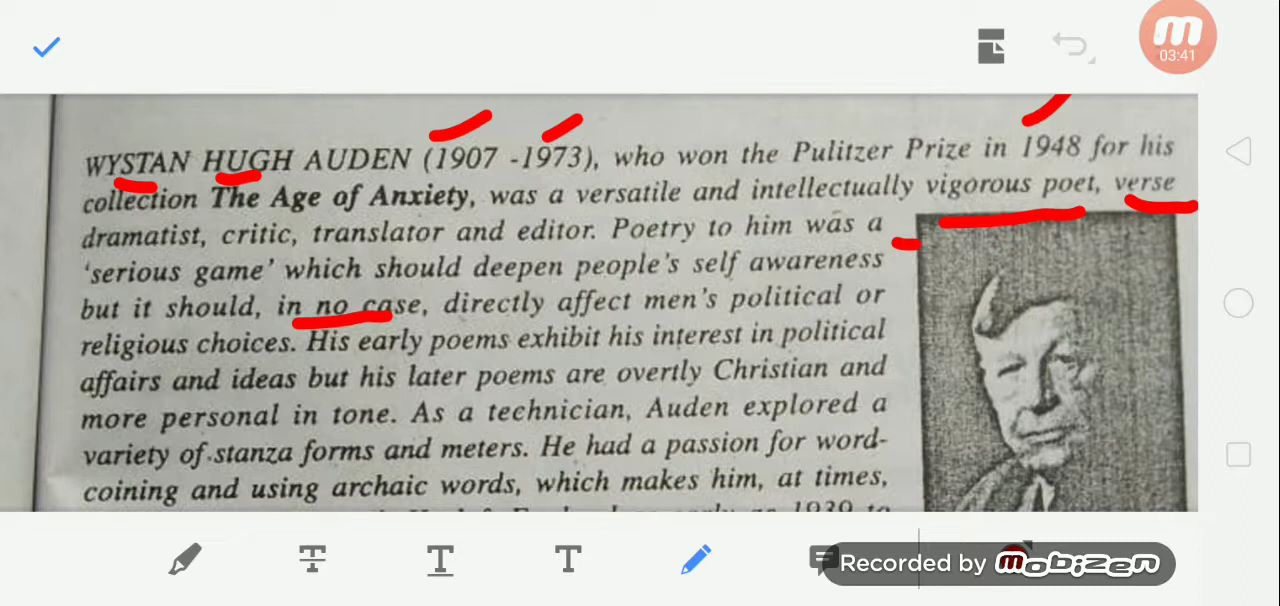 03:41
WYSTAN HUGH AUDEN (1907 -1973), who won the Pulitzer Prize in 1948 for his
collection The Age of Anxiety, was a versatile and intellectually vigorous poet, verse
dramatist, critic, translator and editor. Poetry to him was a
‘serious game’ which should deepen people’s self awareness
but it should, in no case, directly affect men’s political or
religious choices. His early poems exhibit his interest in political
affairs and ideas but his later poems are overtly Christian and
more personal in tone. As a technician, Auden explored a
variety of stanza forms and meters. He had a passion for word-
coining and using archaic words, which makes him, at times,
Recorded by mobizen